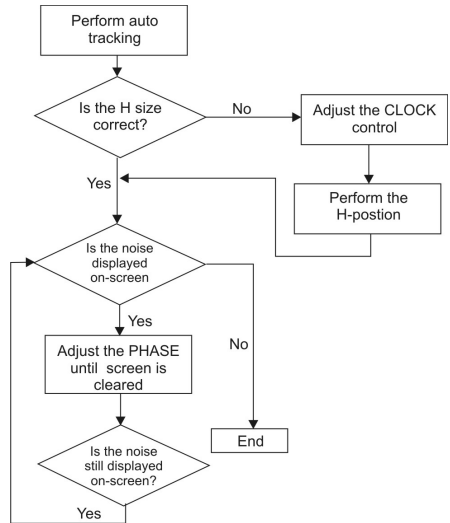 Perform auto
tracking
Is the H size
correct?
No
Adjust the CLOCK
control
Yes
Perform the
H-postion
Is the noise
displayed
on-screen
Yes
No
Adjust the PHASE
until screen is
cleared
End
Is the noise
still displayed
on-screen?
Yes